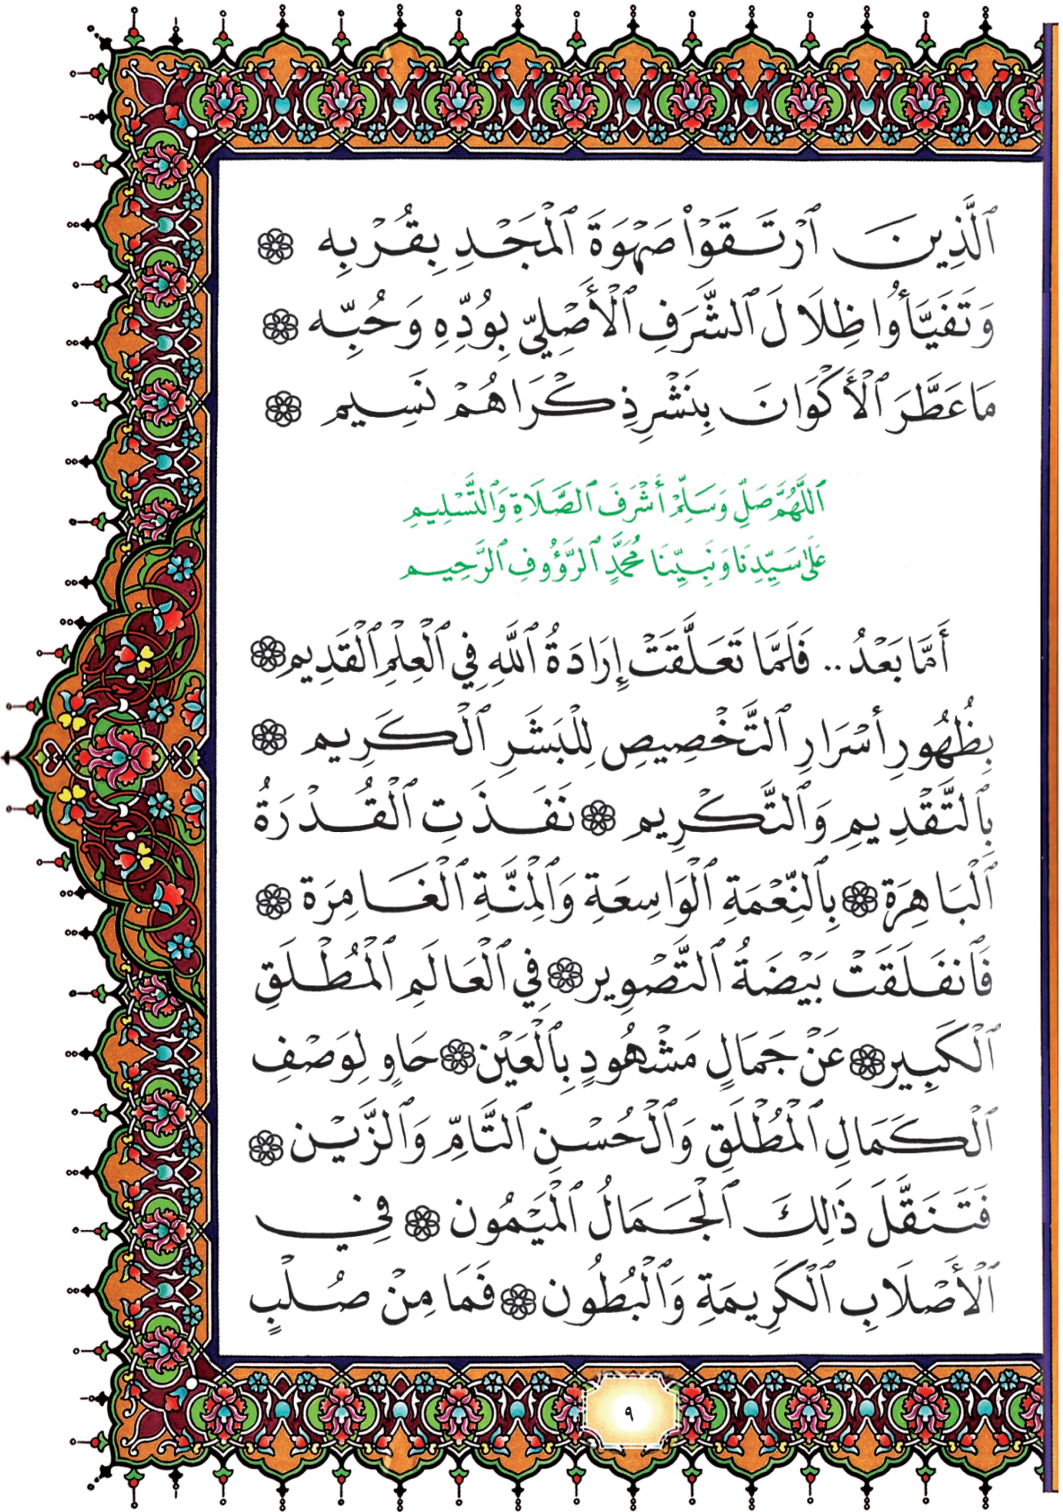 ٱلَّذِينَ ٱرْتَقَوْا صَهْوَةَ ٱلْمَجْدِ بِقُرْبِهِ ۞
وَتَفَيَّأُوا ظِلَالَ ٱلشَّرَفِ ٱلْأَصْلِيِّ بِوُدِّهِ وَحُبِّه ۞
مَا عَطَّرَ ٱلْأَكْوَانَ بِنَشْرِ ذِكْرَاهُمْ نَسِيم ۞
ٱللَّهُمَّ صَلِّ وَسَلِّمْ أَشْرَفَ ٱلصَّلَاةِ وَٱلتَّسْلِيمِ
عَلَىٰ سَيِّدِنَا وَنَبِيِّنَا مُحَمَّدٍ ٱلرَّؤُوفِ ٱلرَّحِيم
أَمَّا بَعْدُ .. فَلَمَّا تَعَلَّقَتْ إِرَادَةُ ٱللَّهِ فِي ٱلْعِلْمِ ٱلْقَدِيم ۞
بِظُهُورِ أَسْرَارِ ٱلتَّخْصِيصِ لِلْبَشَرِ ٱلْكَرِيم ۞
بِٱلتَّقْدِيمِ وَٱلتَّكْرِيم ۞ نَفَذَتِ ٱلْقُدْرَةُ
ٱلْبَاهِرَة ۞ بِٱلنِّعْمَةِ ٱلْوَاسِعَةِ وَٱلْمِنَّةِ ٱلْغَامِرَة ۞
فَٱنفَلَقَتْ بَيْضَةُ ٱلتَّصْوِير ۞ فِي ٱلْعَالَمِ ٱلْمُطْلَقِ
ٱلْكَبِير ۞ عَنْ جَمَالٍ مَشْهُودٍ بِٱلْعَيْن ۞ حَاوٍ لِوَصْفِ
ٱلْكَمَالِ ٱلْمُطْلَقِ وَٱلْحُسْنِ ٱلتَّامِّ وَٱلزَّيْن ۞
فَتَنَقَّلَ ذَٰلِكَ ٱلْجَمَالُ ٱلْمَيْمُون ۞ فِي
ٱلْأَصْلَابِ ٱلْكَرِيمَةِ وَٱلْبُطُون ۞ فَمَا مِنْ صُلْبٍ
٩